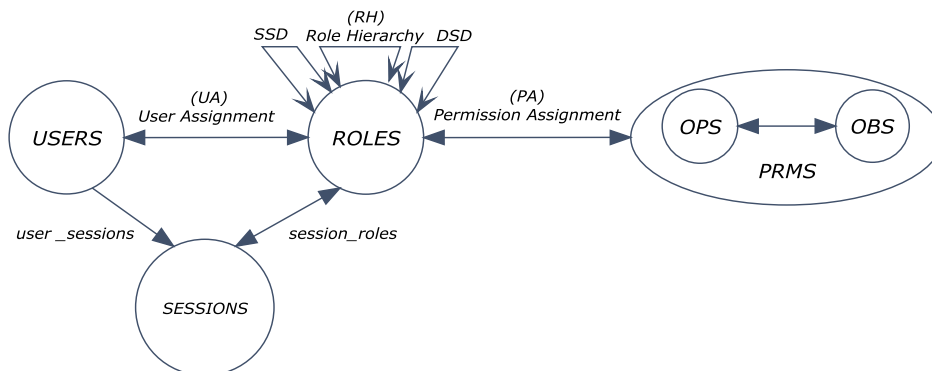 (RH)
SSD
Role Hierarchy
DSD
(UA)
User Assignment
(PA)
Permission Assignment
USERS
ROLES
OPS
OBS
PRMS
user _sessions
session_roles
SESSIONS